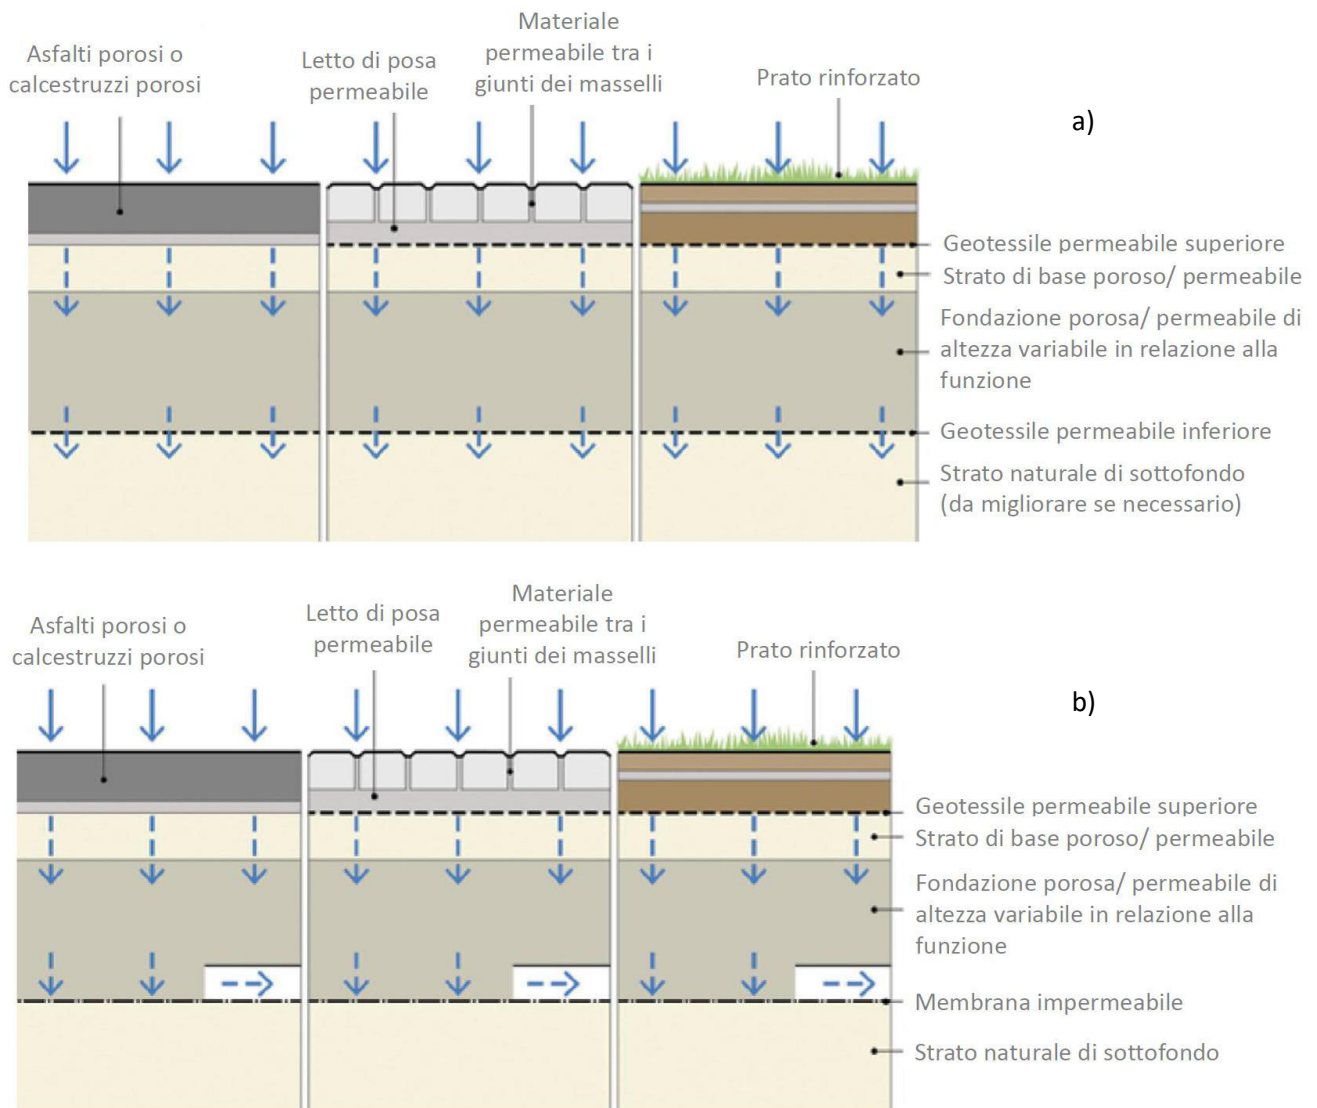 Asfalti porosi o
calcestruzzi porosi
Letto di posa
permeabile
Materiale
permeabile tra i
giunti dei masselli
Prato rinforzato
a)
Geotessile permeabile superiore
Strato di base poroso/ permeabile
Fondazione porosa/ permeabile di
altezza variabile in relazione alla
funzione
Geotessile permeabile inferiore
Strato naturale di sottofondo
(da migliorare se necessario)
Asfalti porosi o
calcestruzzi porosi
Letto di posa
permeabile
Materiale
permeabile tra i
giunti dei masselli
Prato rinforzato
b)
Geotessile permeabile superiore
Strato di base poroso/ permeabile
Fondazione porosa/ permeabile di
altezza variabile in relazione alla
funzione
Membrana impermeabile
Strato naturale di sottofondo